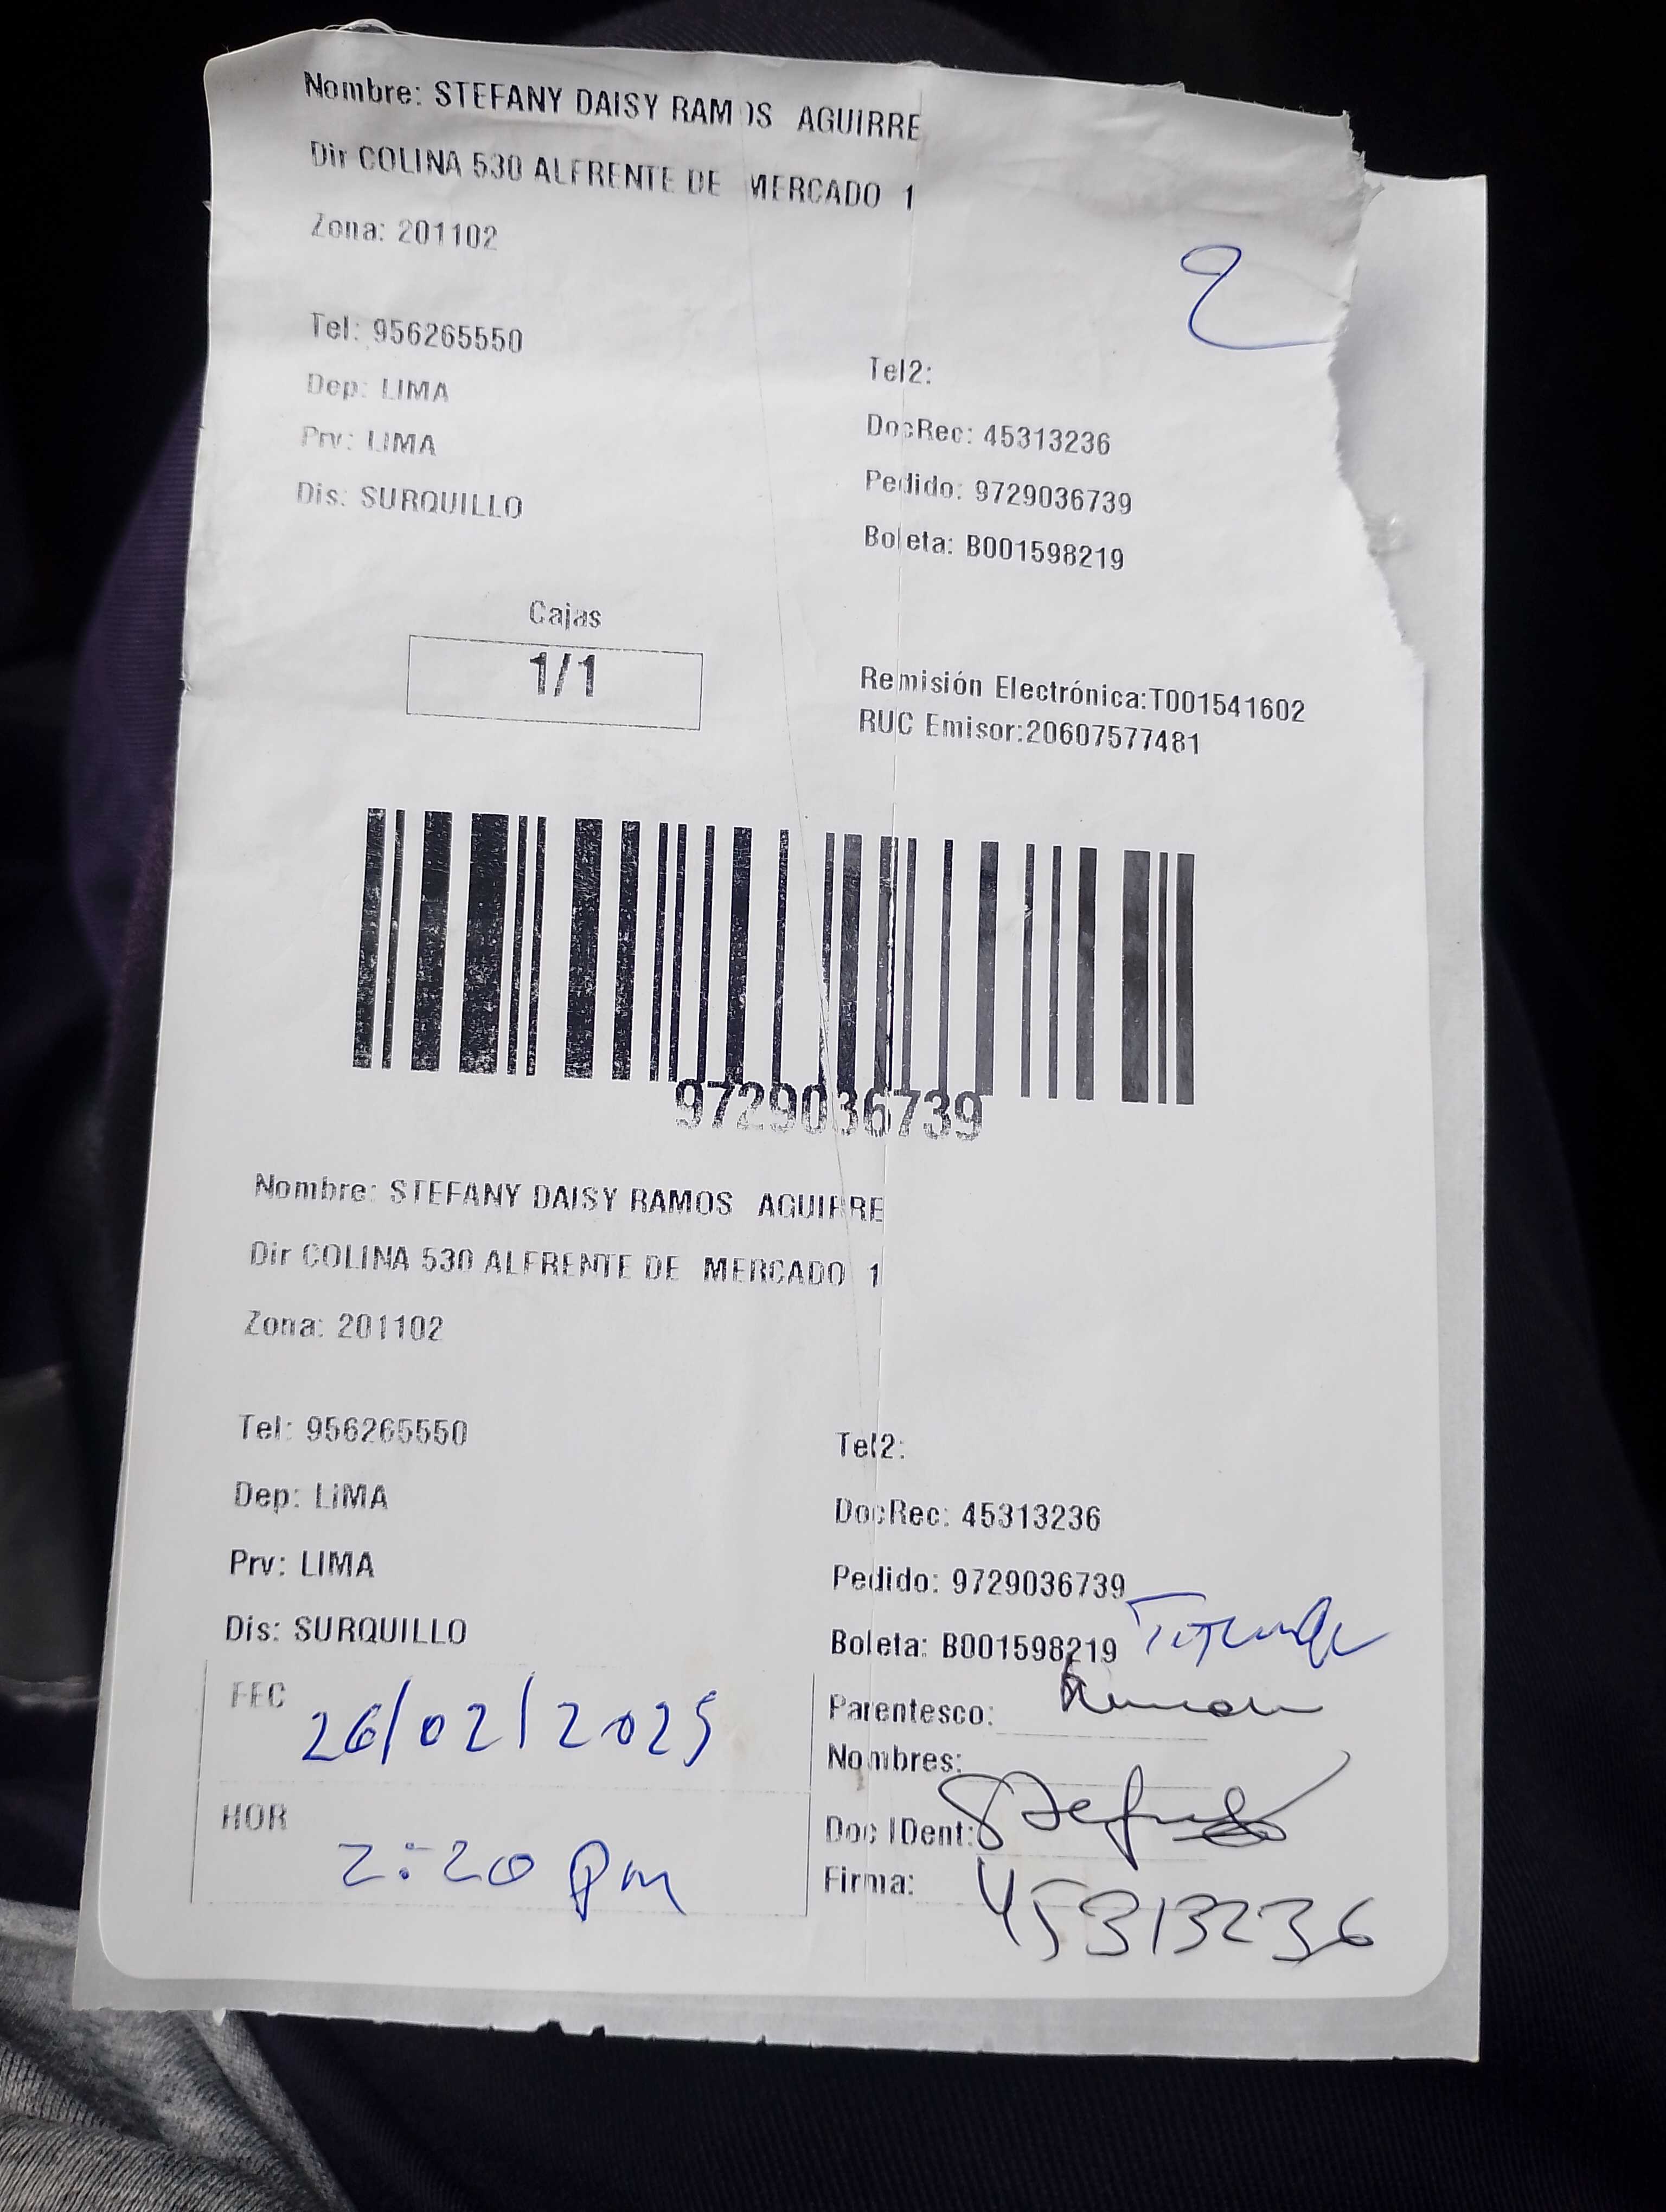 Nombre: STEFANY DAISY RAMOS AGUIRRE
Dir COLINA 530 ALFRENTE DE MERCADO 1
Zona: 201102
2
Tel: 956265550
Tel2:
Dep: LIMA
DocRec: 45313236
Prv: LIMA
Pedido: 9729036739
Dis: SURQUILLO
Boleta: B001598219
Cajas
1/1
Remisión Electrónica:T001541602
RUC Emisor:20607577481
9729036739
Nombre: STEFANY DAISY RAMOS AGUIRRE
Dir COLINA 530 ALFRENTE DE MERCADO 1
Zona: 201102
Tel: 956265550
Tel2:
Dep: LIMA
DocRec: 45313236
Prv: LIMA
Pedido: 9729036739
Dis: SURQUILLO
Boleta: B001598219
FEC 26/02/2025
Parentesco:
Nombres:
HOR 2:20 pm
Doc IDent:
Firma: 45313236